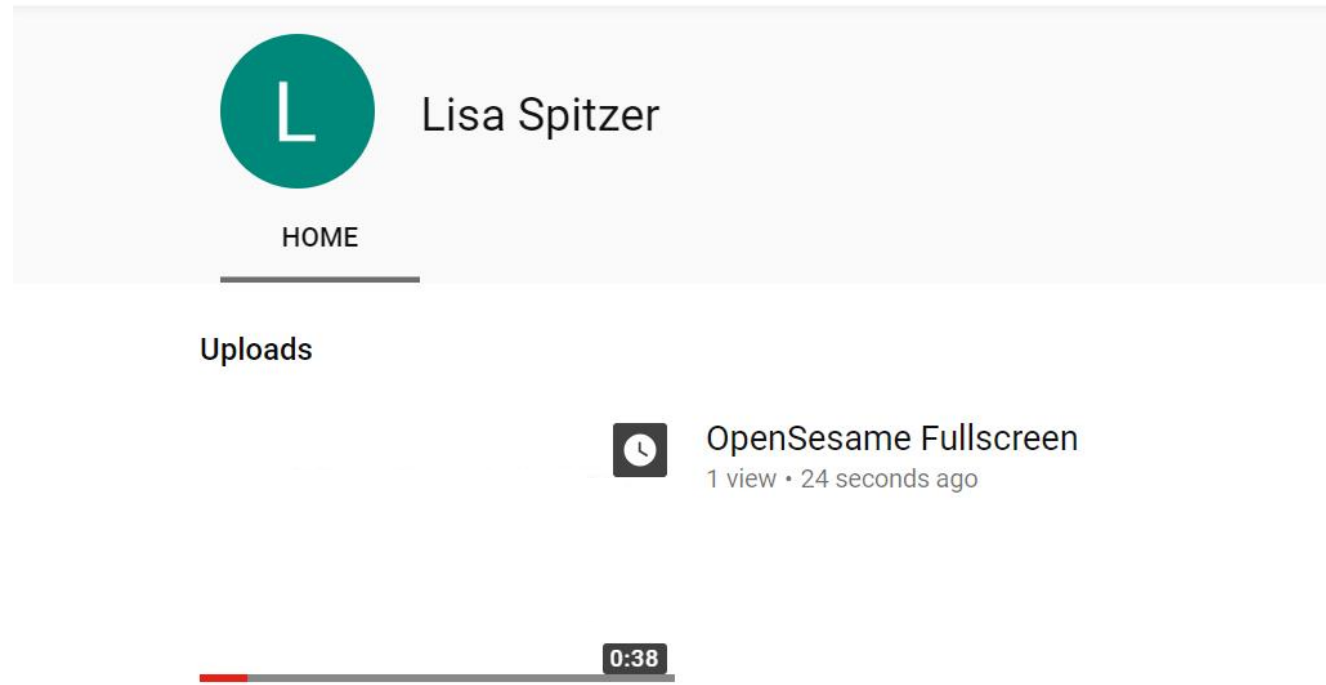 L
Lisa Spitzer
HOME
Uploads
OpenSesame Fullscreen
1 view • 24 seconds ago
0:38